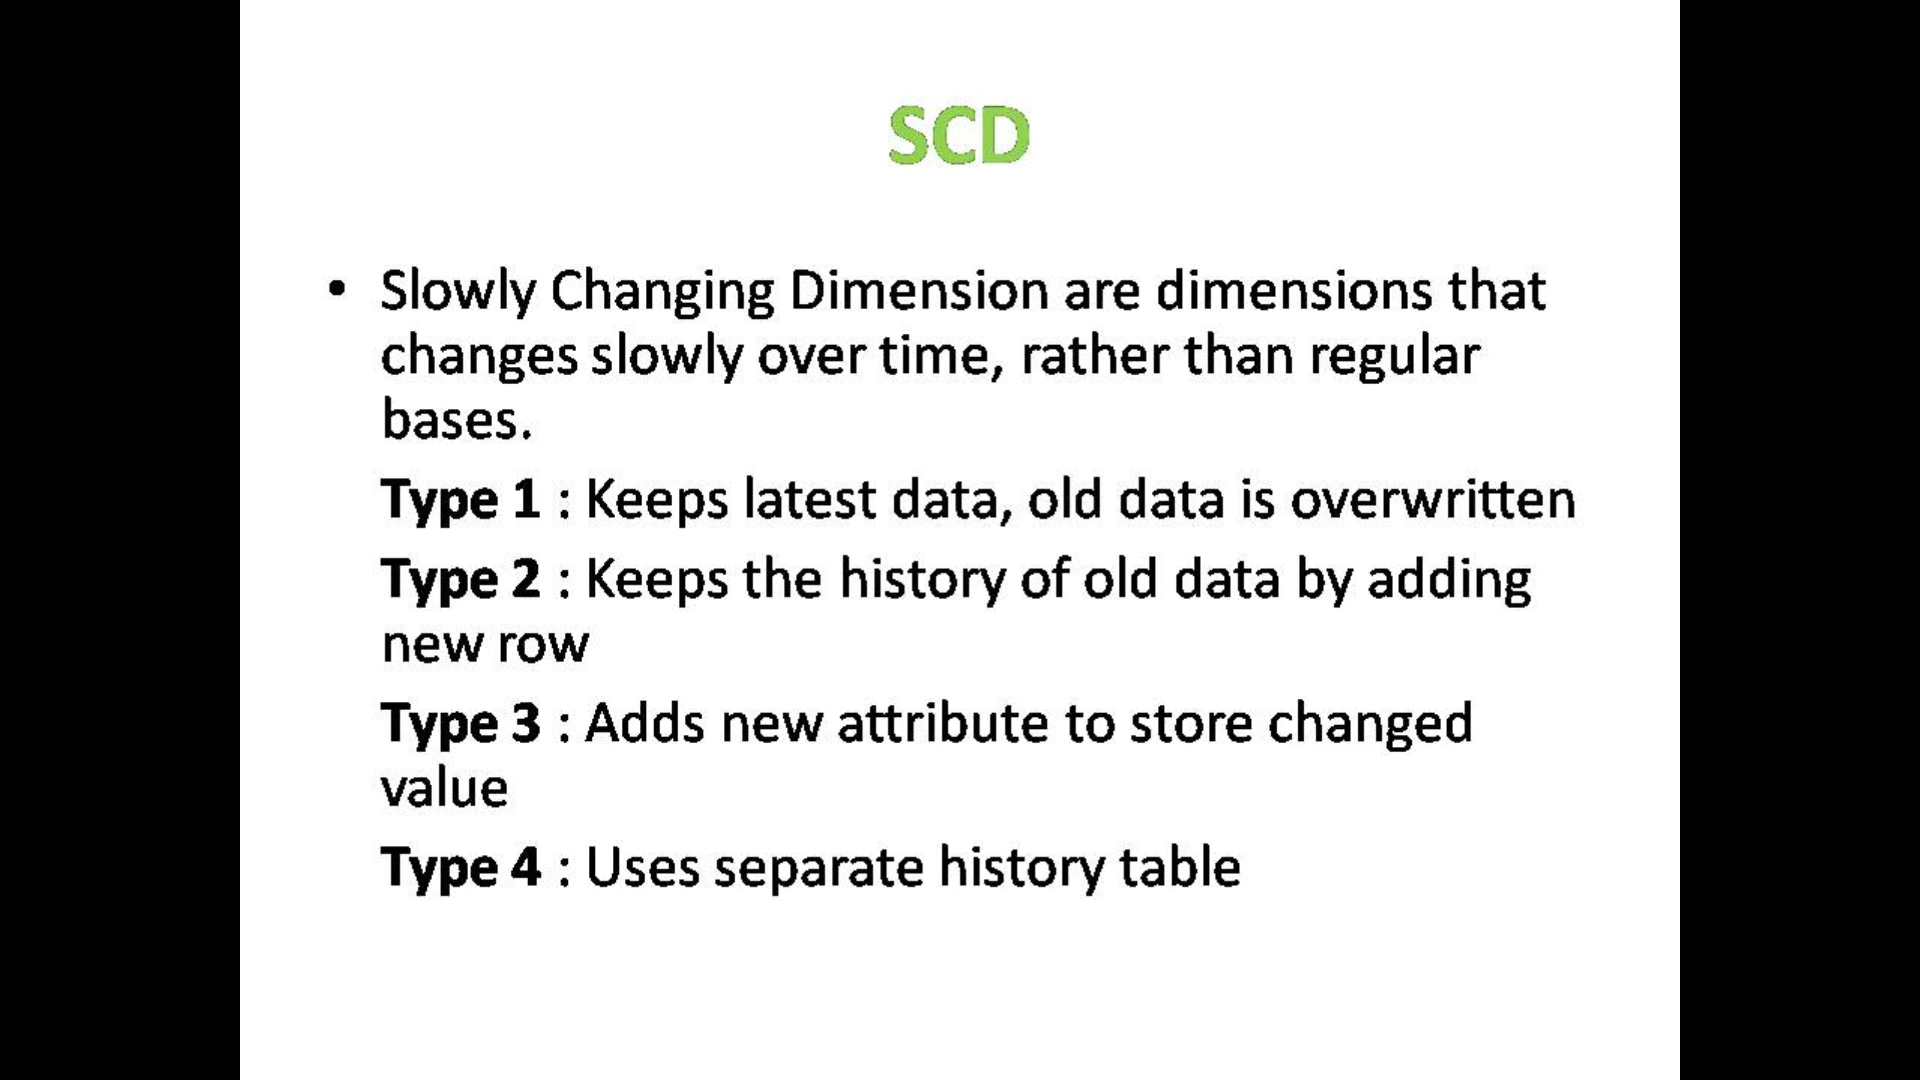 SCD
• Slowly Changing Dimension are dimensions that
changes slowly over time, rather than regular
bases.
Type 1 : Keeps latest data, old data is overwritten
Type 2 : Keeps the history of old data by adding
new row
Type 3 : Adds new attribute to store changed
value
Type 4 : Uses separate history table